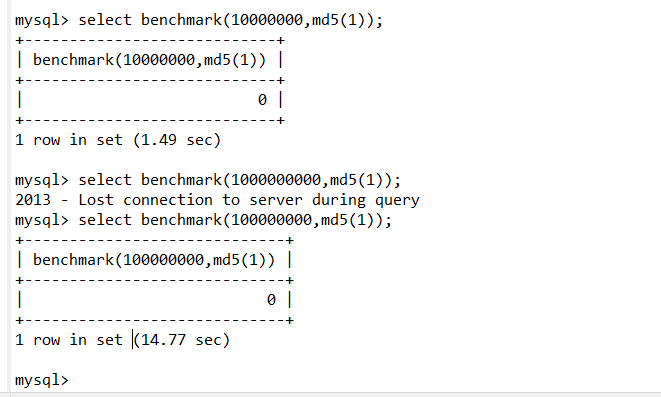 mysql> select benchmark(10000000,md5(1));
+----------------------------+
| benchmark(10000000,md5(1)) |
+----------------------------+
|                          0 |
+----------------------------+
1 row in set (1.49 sec)

mysql> select benchmark(1000000000,md5(1));
2013 - Lost connection to server during query
mysql> select benchmark(100000000,md5(1));
+-----------------------------+
| benchmark(100000000,md5(1)) |
+-----------------------------+
|                           0 |
+-----------------------------+
1 row in set (14.77 sec)

mysql>